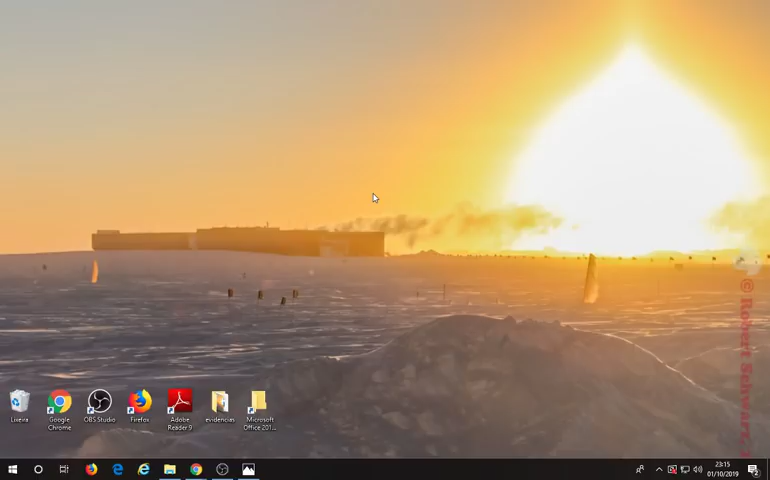 © Robert Schwarz
Lixeira
Google
Chrome
OBS Studio
Firefox
Adobe
Reader 9
evidencias
Microsoft
Office 201...
23:15
01/10/2019
2